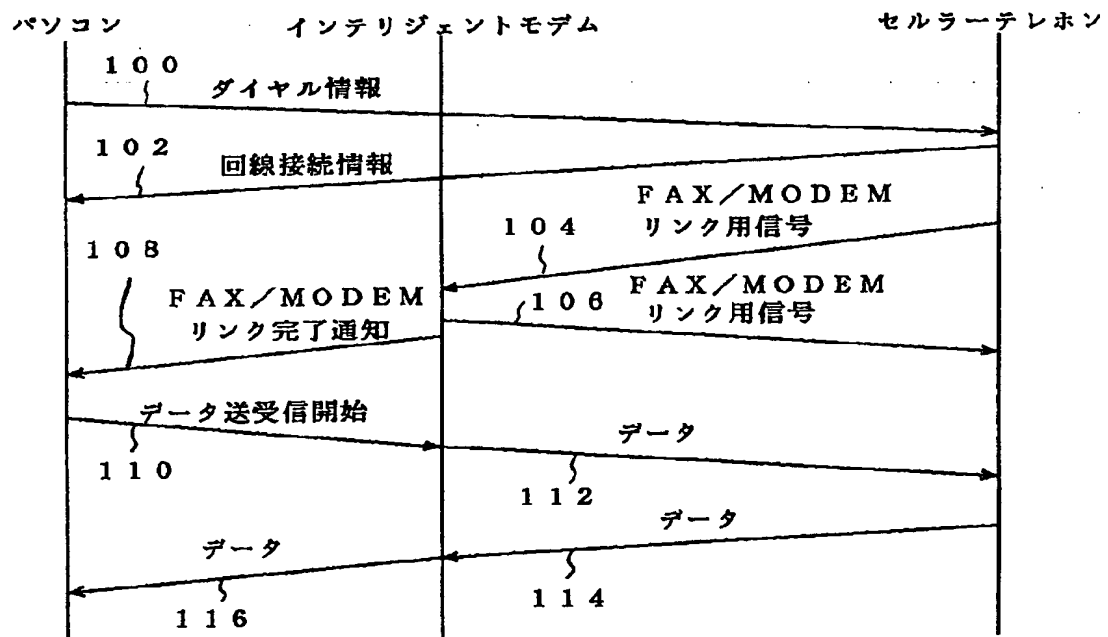 パソコン
インテリジェントモデム
セルラーテレホン
100
ダイヤル情報
102
回線接続情報
FAX/MODEM
リンク用信号
104
108
FAX/MODEM
リンク完了通知
106
FAX/MODEM
リンク用信号
データ送受信開始
110
データ
112
データ
データ
114
116